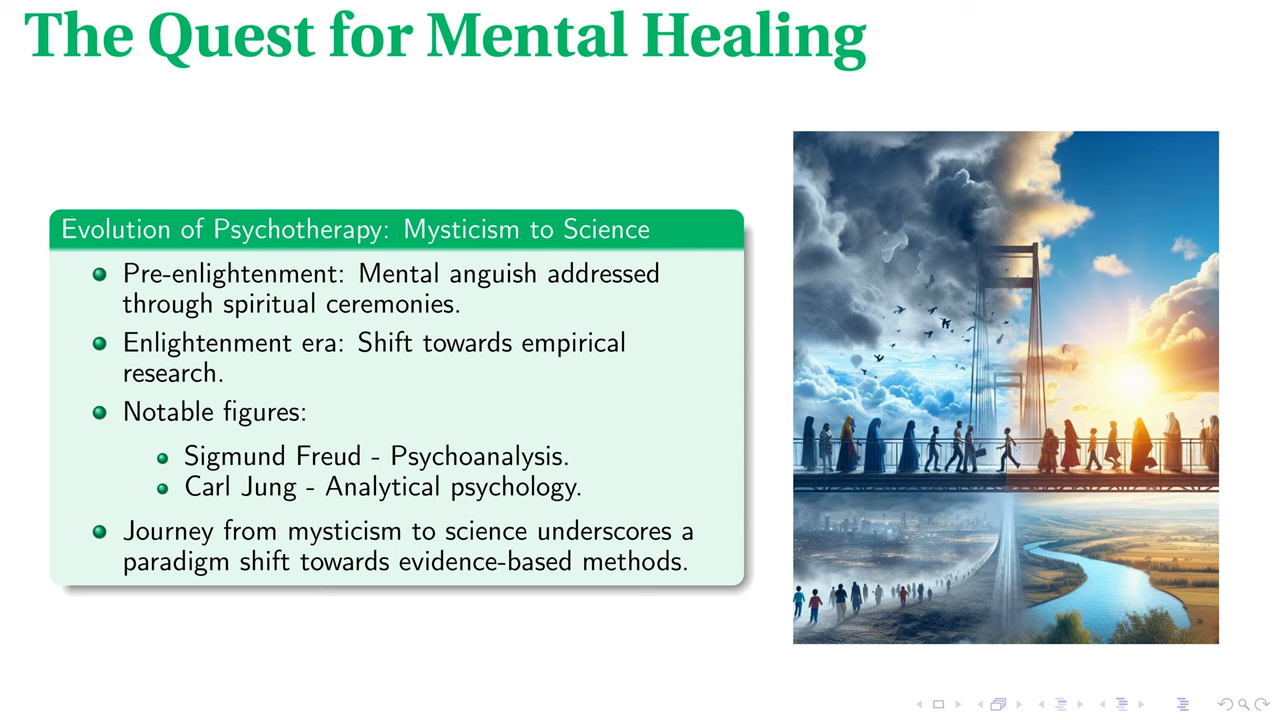 The Quest for Mental Healing
Evolution of Psychotherapy: Mysticism to Science
Pre-enlightenment: Mental anguish addressed
through spiritual ceremonies.
Enlightenment era: Shift towards empirical
research.
Notable figures:
Sigmund Freud - Psychoanalysis.
Carl Jung - Analytical psychology.
Journey from mysticism to science underscores a
paradigm shift towards evidence-based methods.